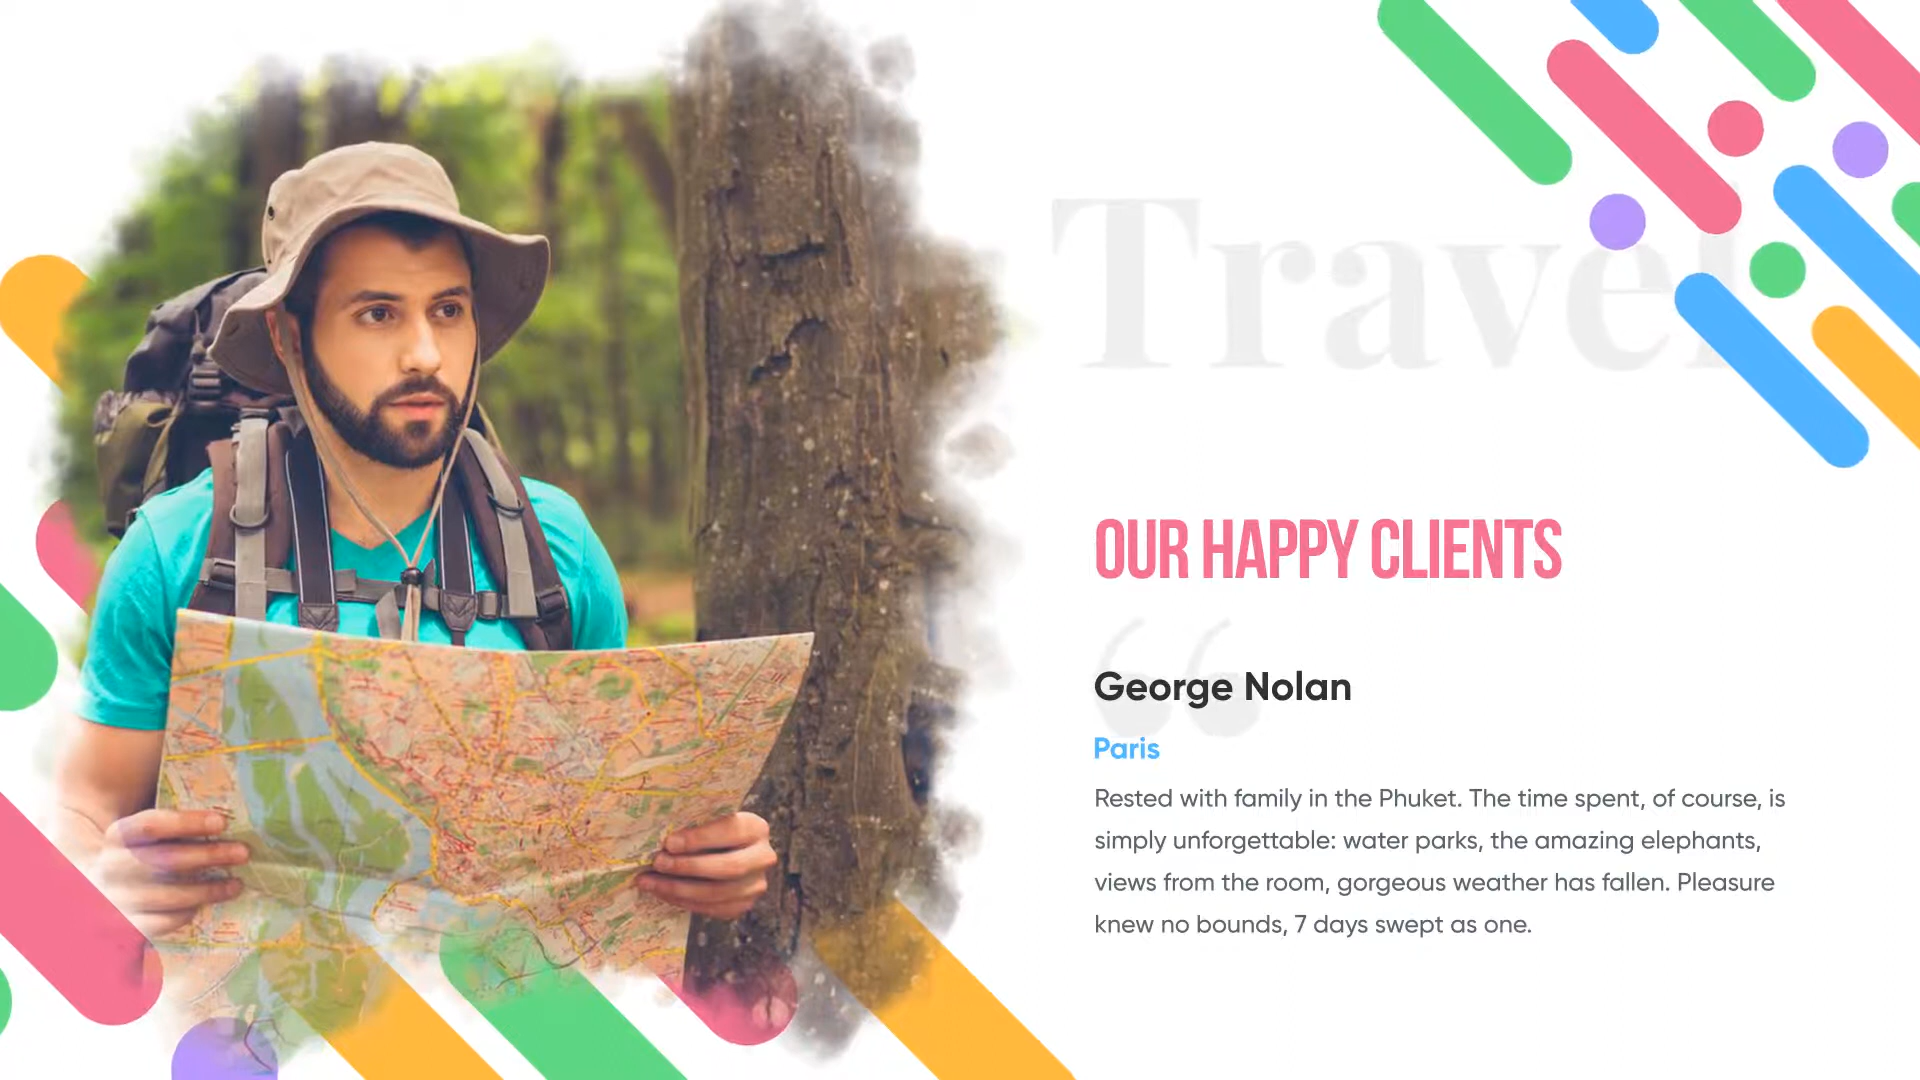 Travel
OUR HAPPY CLIENTS
“
George Nolan
Paris
Rested with family in the Phuket. The time spent, of course, is
simply unforgettable: water parks, the amazing elephants,
views from the room, gorgeous weather has fallen. Pleasure
knew no bounds, 7 days swept as one.